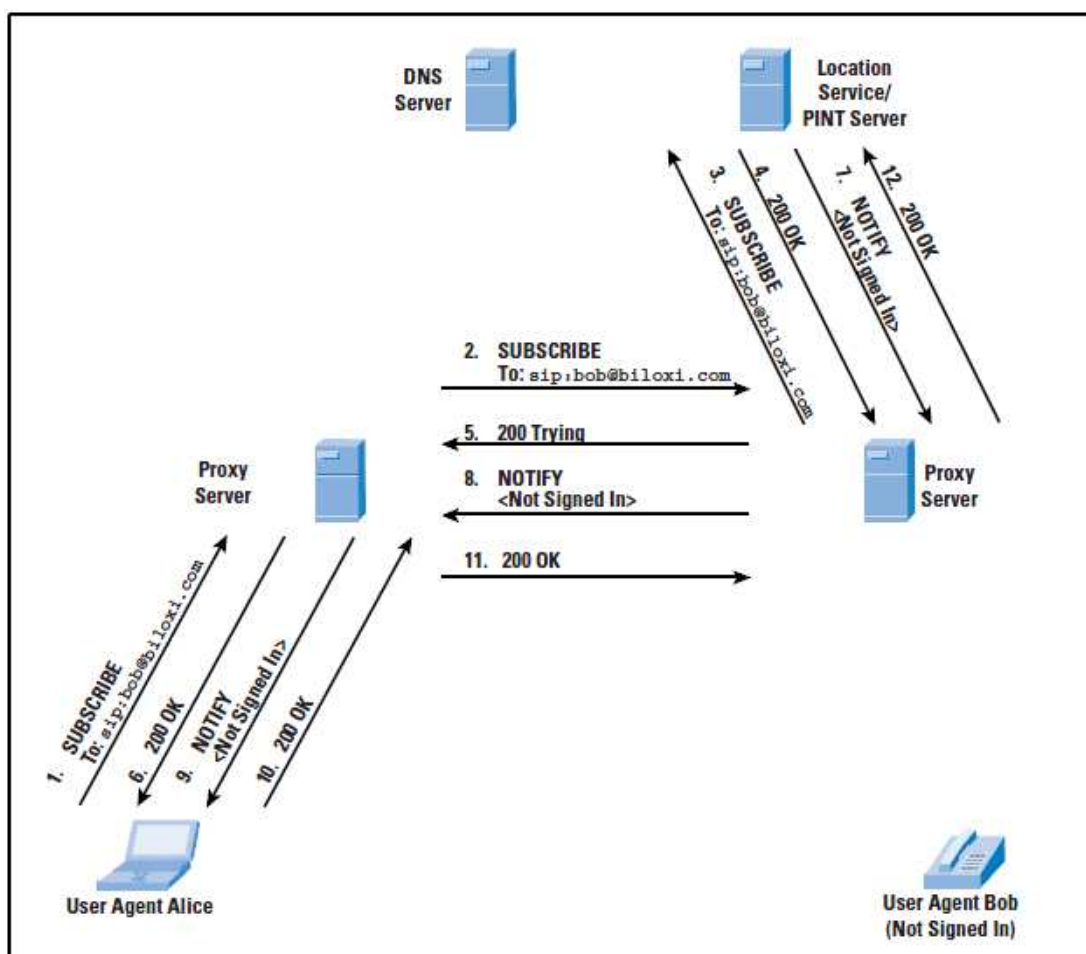 DNS
Server
Location
Service/
PINT Server
3. SUBSCRIBE
To: sip:bob@biloxi.com
4. 200 OK
7. NOTIFY
<Not Signed In>
12. 200 OK
2. SUBSCRIBE
To: sip:bob@biloxi.com
5. 200 Trying
8. NOTIFY
<Not Signed In>
11. 200 OK
Proxy
Server
Proxy
Server
1. SUBSCRIBE
To: sip:bob@biloxi.com
6. 200 OK
9. NOTIFY
<Not Signed In>
10. 200 OK
User Agent Alice
User Agent Bob
(Not Signed In)